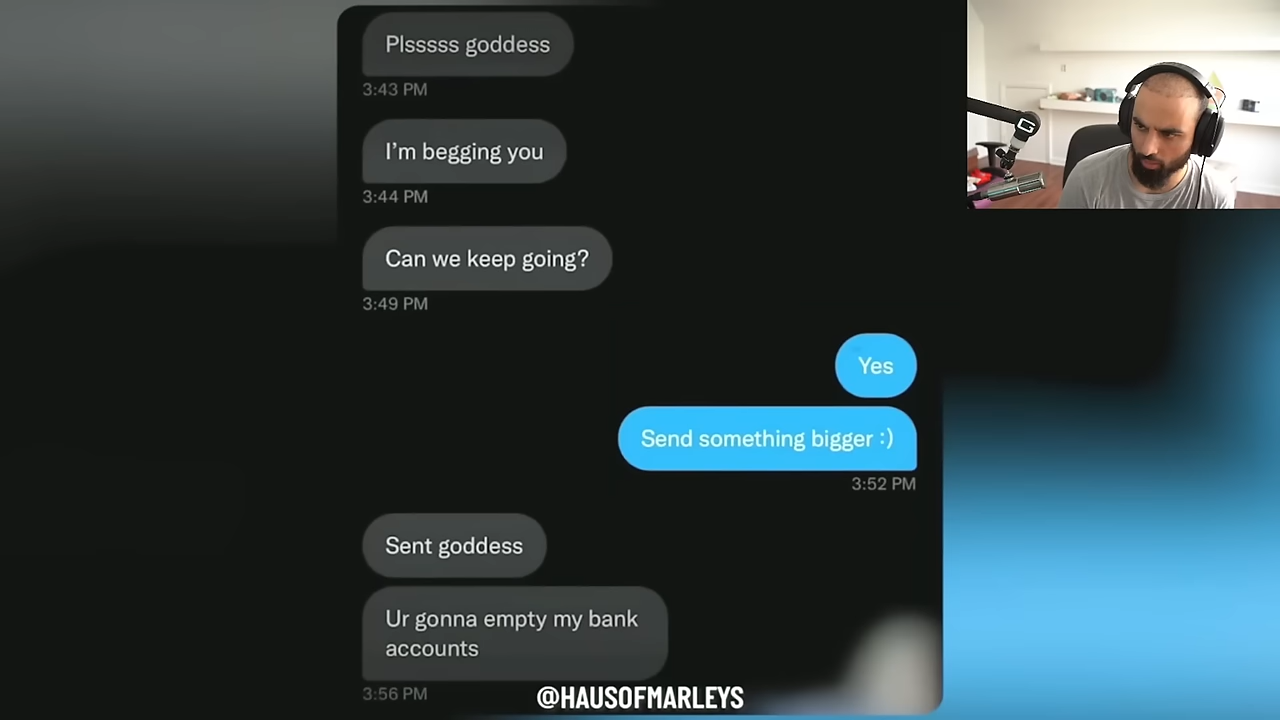 Plsssss goddess
3:43 PM
I'm begging you
3:44 PM
Can we keep going?
3:49 PM
Yes
Send something bigger :)
3:52 PM
Sent goddess
Ur gonna empty my bank
accounts
3:56 PM
@HAUSOFMARLEYS